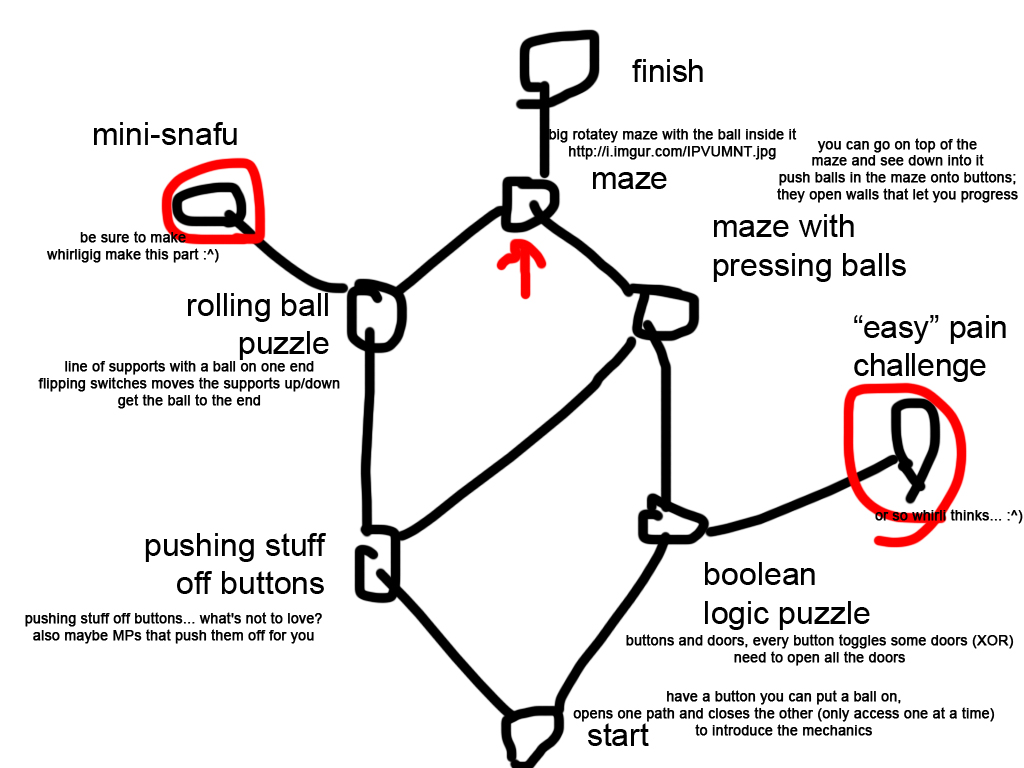 finish
mini-snafu
big rotatey maze with the ball inside it
http://i.imgur.com/IPVUMNT.jpg
maze
you can go on top of the
maze and see down into it
push balls in the maze onto buttons;
they open walls that let you progress
be sure to make
whirligig make this part :^)
maze with
pressing balls
rolling ball
puzzle
line of supports with a ball on one end
flipping switches moves the supports up/down
get the ball to the end
“easy” pain
challenge
or so whirli thinks... :^)
pushing stuff
off buttons
pushing stuff off buttons... what's not to love?
also maybe MPs that push them off for you
boolean
logic puzzle
buttons and doors, every button toggles some doors (XOR)
need to open all the doors
have a button you can put a ball on,
opens one path and closes the other (only access one at a time)
to introduce the mechanics
start